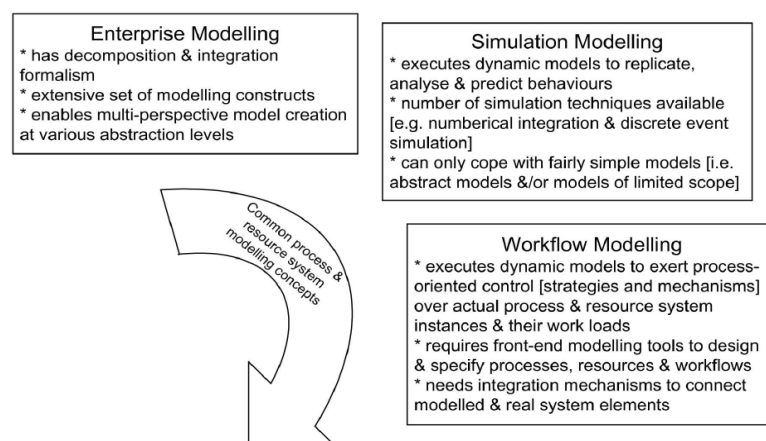 Enterprise Modelling
* has decomposition & integration
formalism
* extensive set of modelling constructs
* enables multi-perspective model creation
at various abstraction levels
Simulation Modelling
* executes dynamic models to replicate,
analyse & predict behaviours
* number of simulation techniques available
[e.g. numberical integration & discrete event
simulation]
* can only cope with fairly simple models [i.e.
abstract models &/or models of limited scope]
Common process &
resource system
modelling concepts
Workflow Modelling
* executes dynamic models to exert process-
oriented control [strategies and mechanisms]
over actual process & resource system
instances & their work loads
* requires front-end modelling tools to design
& specify processes, resources & workflows
* needs integration mechanisms to connect
modelled & real system elements